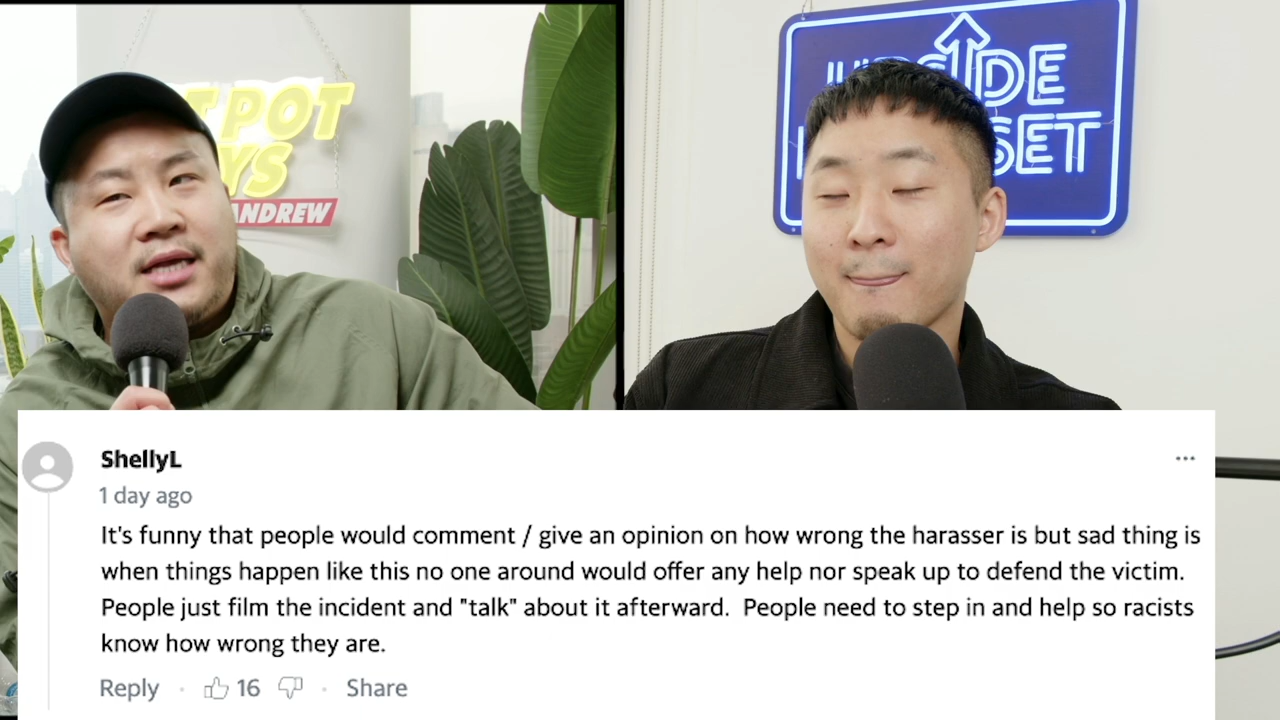 T POT
YS
ANDREW
UPSIDE
SET
ShellyL
1 day ago
It's funny that people would comment / give an opinion on how wrong the harasser is but sad thing is
when things happen like this no one around would offer any help nor speak up to defend the victim.
People just film the incident and "talk" about it afterward.  People need to step in and help so racists
know how wrong they are.
Reply · 16 · Share